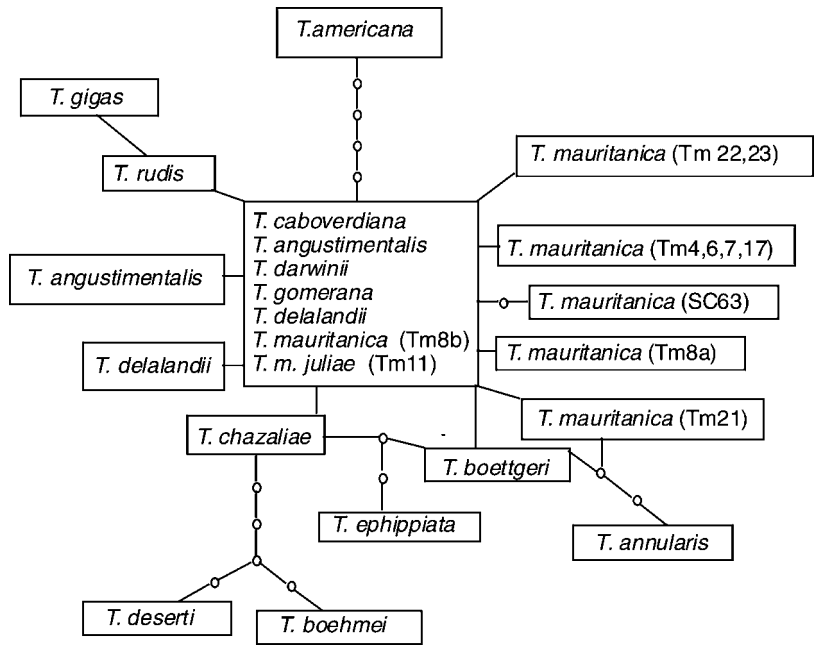 T.americana
T. gigas
T. rudis
T. mauritanica (Tm 22,23)
T. caboverdiana
T. angustimentalis
T. darwinii
T. gomerana
T. delalandii
T. mauritanica (Tm8b)
T. m. juliae (Tm11)
T. angustimentalis
T. delalandii
T. mauritanica (Tm4,6,7,17)
T. mauritanica (SC63)
T. mauritanica (Tm8a)
T. mauritanica (Tm21)
T. chazaliae
T. boettgeri
T. ephippiata
T. annularis
T. deserti
T. boehmei